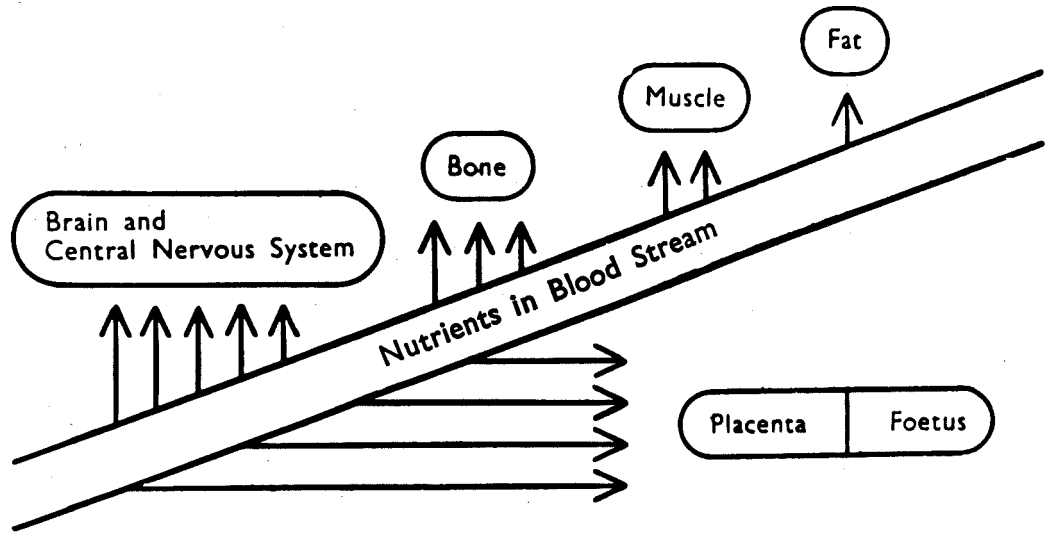 Fat
Muscle
Bone
Brain and
Central Nervous System
Nutrients in Blood Stream
Placenta
Foetus